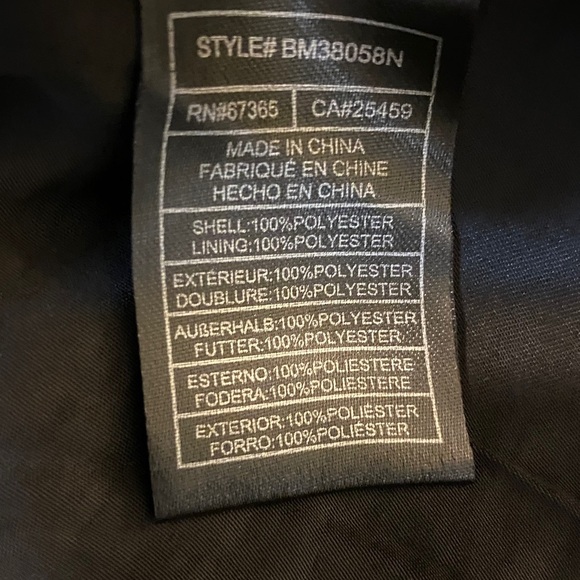 STYLE# BM38058N
RN#67365 CA#25459
MADE IN CHINA
FABRIQUÉ EN CHINE
HECHO EN CHINA
SHELL:100%POLYESTER
LINING:100%POLYESTER
EXTÉRIEUR:100%POLYESTER
DOUBLURE:100%POLYESTER
AUßERHALB:100%POLYESTER
FUTTER:100%POLYESTER
ESTERNO:100%POLIESTERE
FODERA:100%POLIESTERE
EXTERIOR:100%POLIÉSTER
FORRO:100%POLIÉSTER